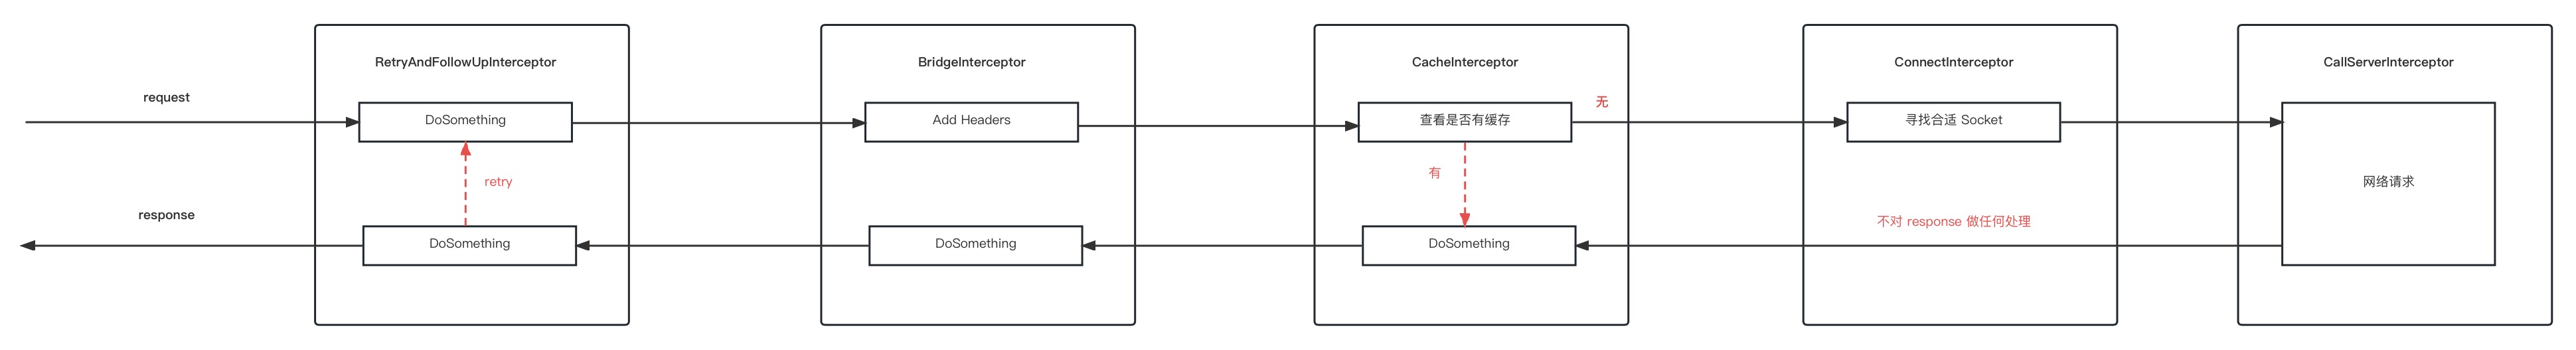 RetryAndFollowUpInterceptor
BridgeInterceptor
CacheInterceptor
ConnectInterceptor
CallServerInterceptor
request
DoSomething
Add Headers
查看是否有缓存
无
寻找合适 Socket
retry
有
网络请求
response
DoSomething
DoSomething
DoSomething
不对 response 做任何处理